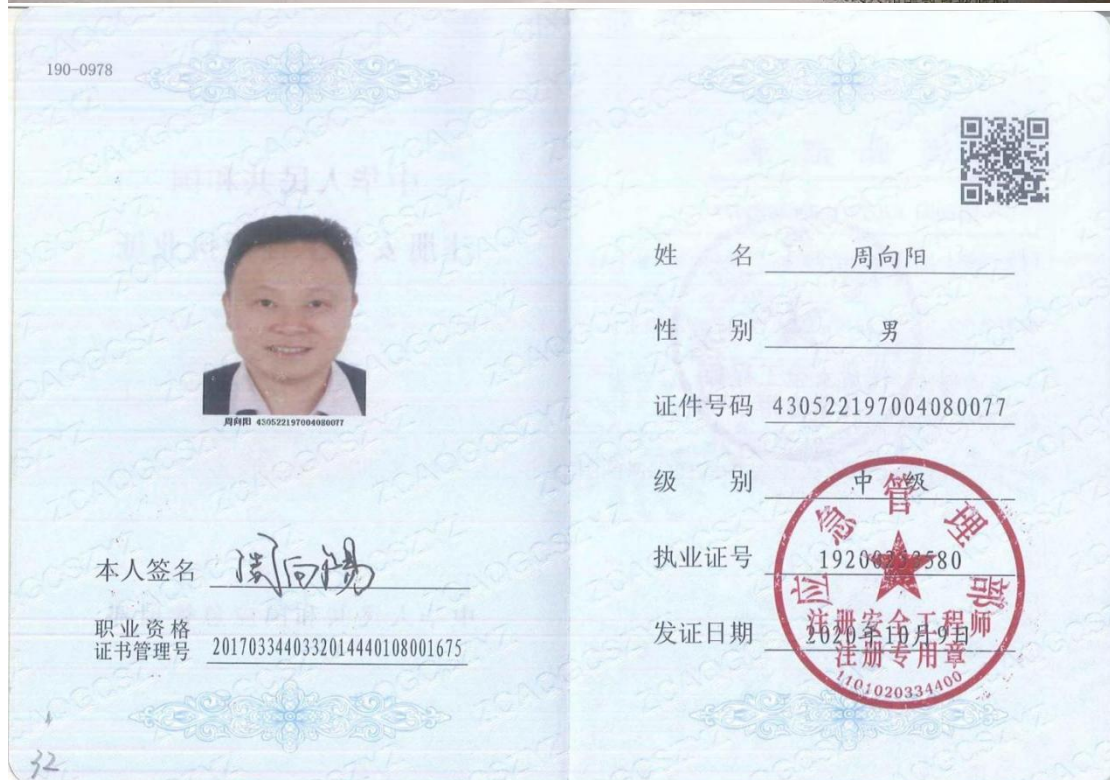 190-0978
周向阳 430522197004080077
本人签名 周向阳
职业资格
证书管理号 2017033440332014440108001675
32
姓 名 周向阳
性 别 男
证件号码 430522197004080077
级 别 中 级
执业证号
发证日期 2020年10月9日
应急管理部
注册安全工程师
注册专用章
1101020334400